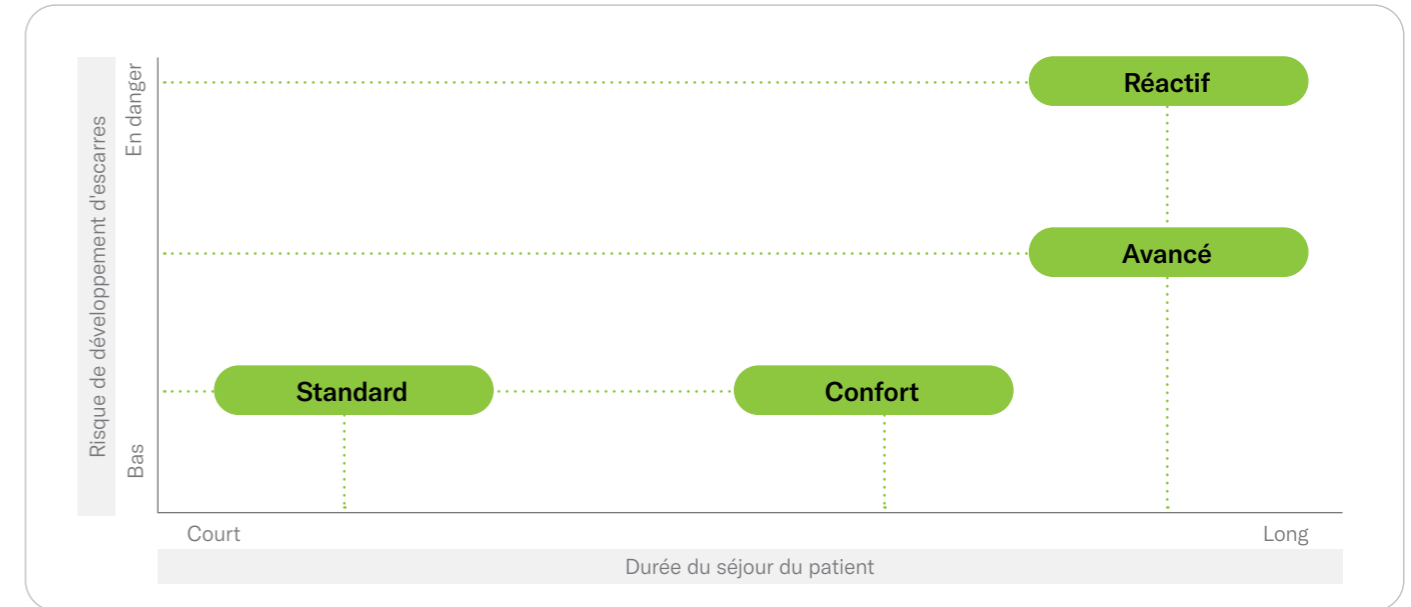 Risque de développement d'escarres
En danger
Bas
Réactif
Avancé
Standard
Confort
Court
Long
Durée du séjour du patient